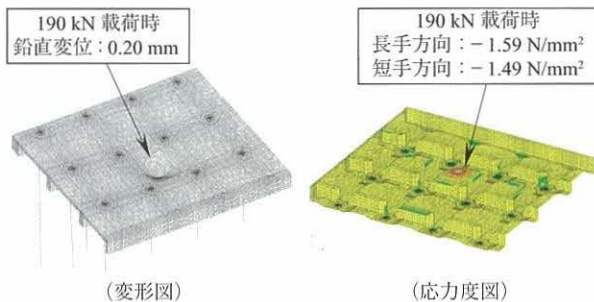 190 kN 載荷時
鉛直変位：0.20 mm
190 kN 載荷時
長手方向：－1.59 N/mm²
短手方向：－1.49 N/mm²
(変形図)
(応力度図)